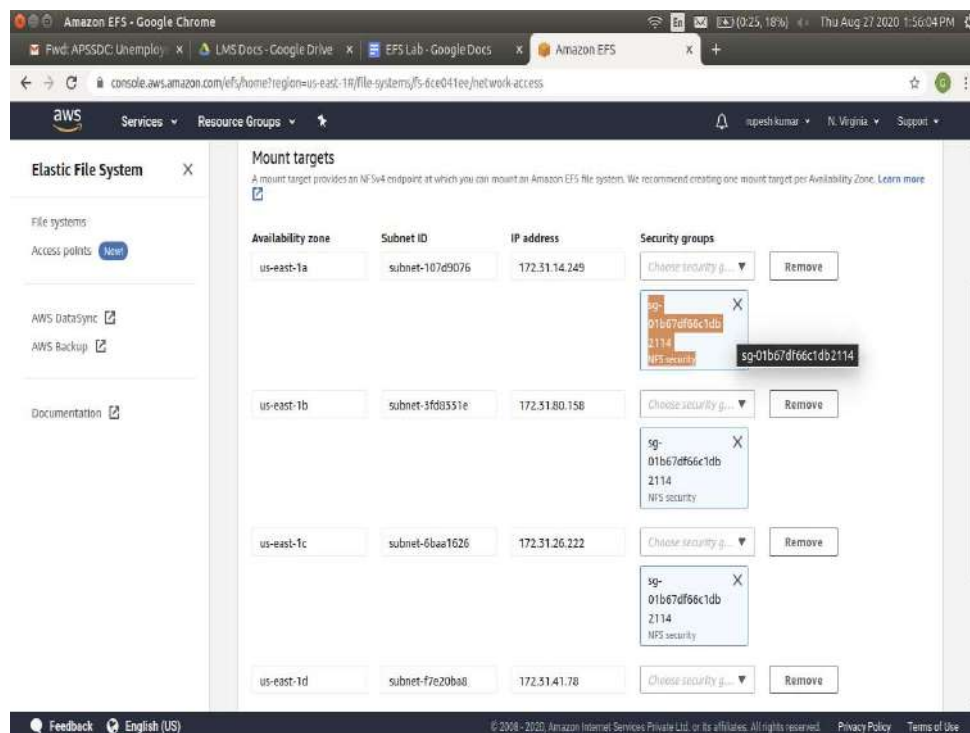 Amazon EFS - Google Chrome
En (0:25, 18%) Thu Aug 27 2020 1:56:04 PM
Fwd: APSSDC: Unemploy × LMS Docs - Google Drive × EFS Lab - Google Docs × Amazon EFS × +
console.aws.amazon.com/efs/home?region=us-east-1#/file-systems/fs-6ce041ee/network-access G
aws Services Resource Groups rupesh kumar N. Virginia Support
Elastic File System X
File systems
Access points New!
AWS DataSync
AWS Backup
Documentation
Mount targets
A mount target provides an NFSv4 endpoint at which you can mount an Amazon EFS file system. We recommend creating one mount target per Availability Zone. Learn more
Availability zone Subnet ID IP address Security groups
us-east-1a subnet-107d9076 172.31.14.249 Choose security g... Remove
sg- X
01b67df66c1db
2114
NFS security
sg-01b67df66c1db2114
us-east-1b subnet-3fd8531e 172.31.80.158 Choose security g... Remove
sg- X
01b67df66c1db
2114
NFS security
us-east-1c subnet-6baa1626 172.31.26.222 Choose security g... Remove
sg- X
01b67df66c1db
2114
NFS security
us-east-1d subnet-f7e20ba8 172.31.41.78 Choose security g... Remove
Feedback English (US) © 2008 - 2020, Amazon Internet Services Private Ltd. or its affiliates. All rights reserved. Privacy Policy Terms of Use